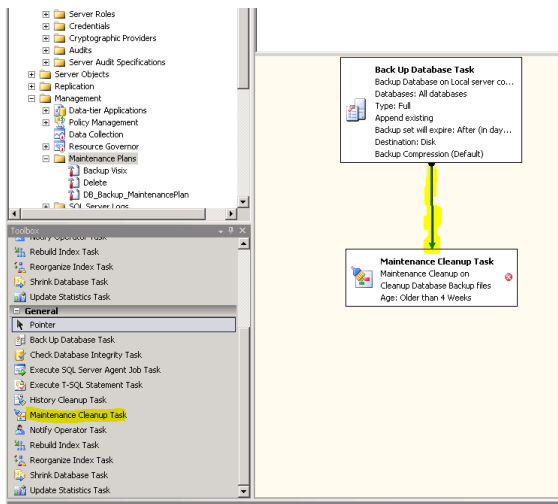 Server Roles
Credentials
Cryptographic Providers
Audits
Server Audit Specifications
Server Objects
Replication
Management
Data-tier Applications
Policy Management
Data Collection
Resource Governor
Maintenance Plans
Backup Visix
Delete
DB_Backup_MaintenancePlan
SQL Server Logs
Toolbox
Notify Operator Task
Rebuild Index Task
Reorganize Index Task
Shrink Database Task
Update Statistics Task
General
Pointer
Back Up Database Task
Check Database Integrity Task
Execute SQL Server Agent Job Task
Execute T-SQL Statement Task
History Cleanup Task
Maintenance Cleanup Task
Notify Operator Task
Rebuild Index Task
Reorganize Index Task
Shrink Database Task
Update Statistics Task
Back Up Database Task
Backup Database on Local server co...
Databases: All databases
Type: Full
Append existing
Backup set will expire: After (in day...
Destination: Disk
Backup Compression (Default)
Maintenance Cleanup Task
Maintenance Cleanup on
Cleanup Database Backup files
Age: Older than 4 Weeks